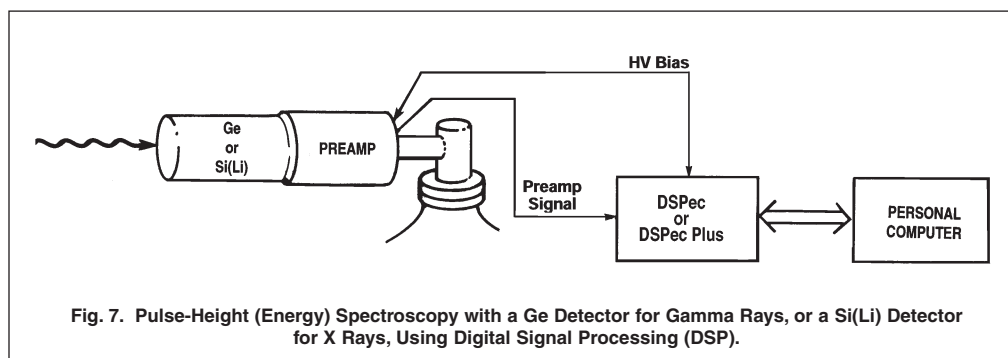 HV Bias
Ge
or
Si(Li)
PREAMP
Preamp
Signal
DSPec
or
DSPec Plus
PERSONAL
COMPUTER
Fig. 7. Pulse-Height (Energy) Spectroscopy with a Ge Detector for Gamma Rays, or a Si(Li) Detector
for X Rays, Using Digital Signal Processing (DSP).